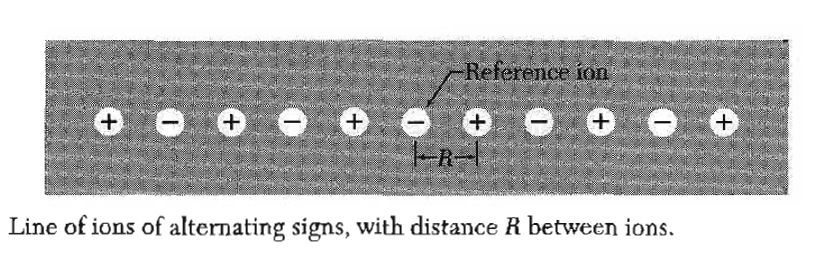 Reference ion
+ − + − + − + − + − +
R
Line of ions of alternating signs, with distance R between ions.